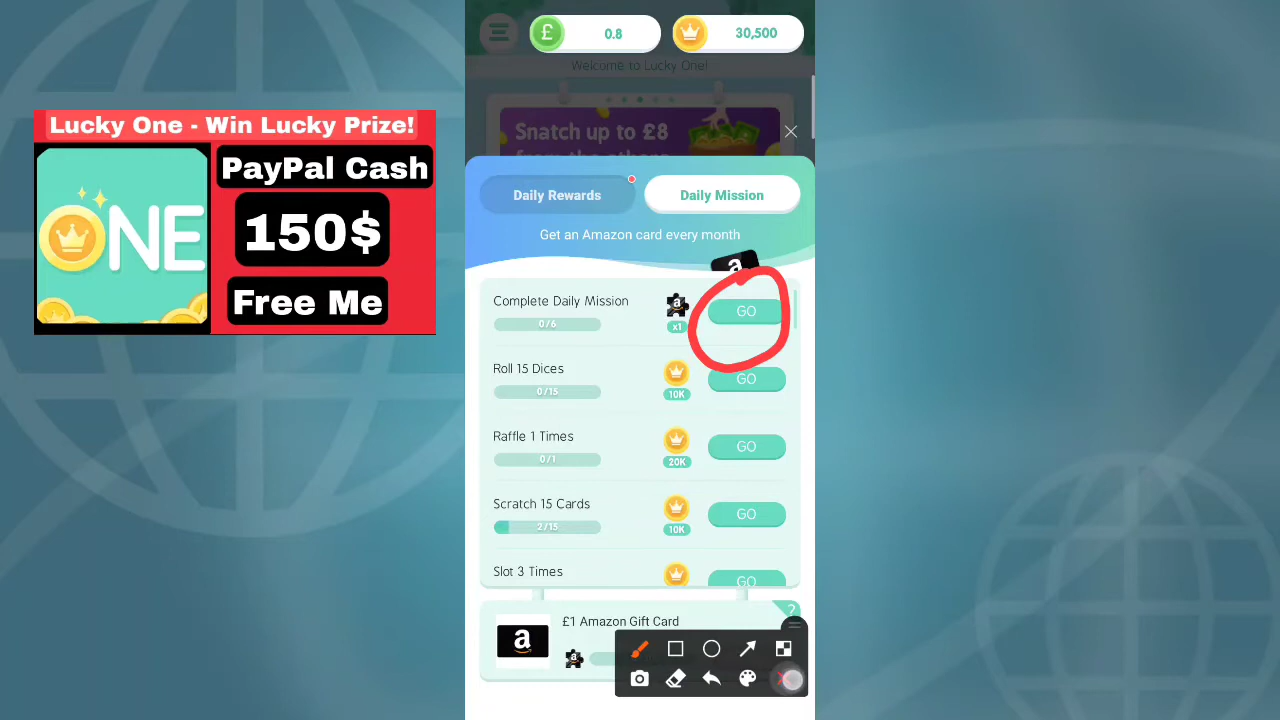 Lucky One - Win Lucky Prize!
ONE
PayPal Cash
150$
Free Me
£ 0.8
30,500
Welcome to Lucky One!
Snatch up to £8
from the others
Daily Rewards
Daily Mission
Get an Amazon card every month
a
Complete Daily Mission
0/6
a
x1
GO
Roll 15 Dices
0/15
10K
GO
Raffle 1 Times
0/1
20K
GO
Scratch 15 Cards
2/15
10K
GO
Slot 3 Times
GO
?
a
£1 Amazon Gift Card
a